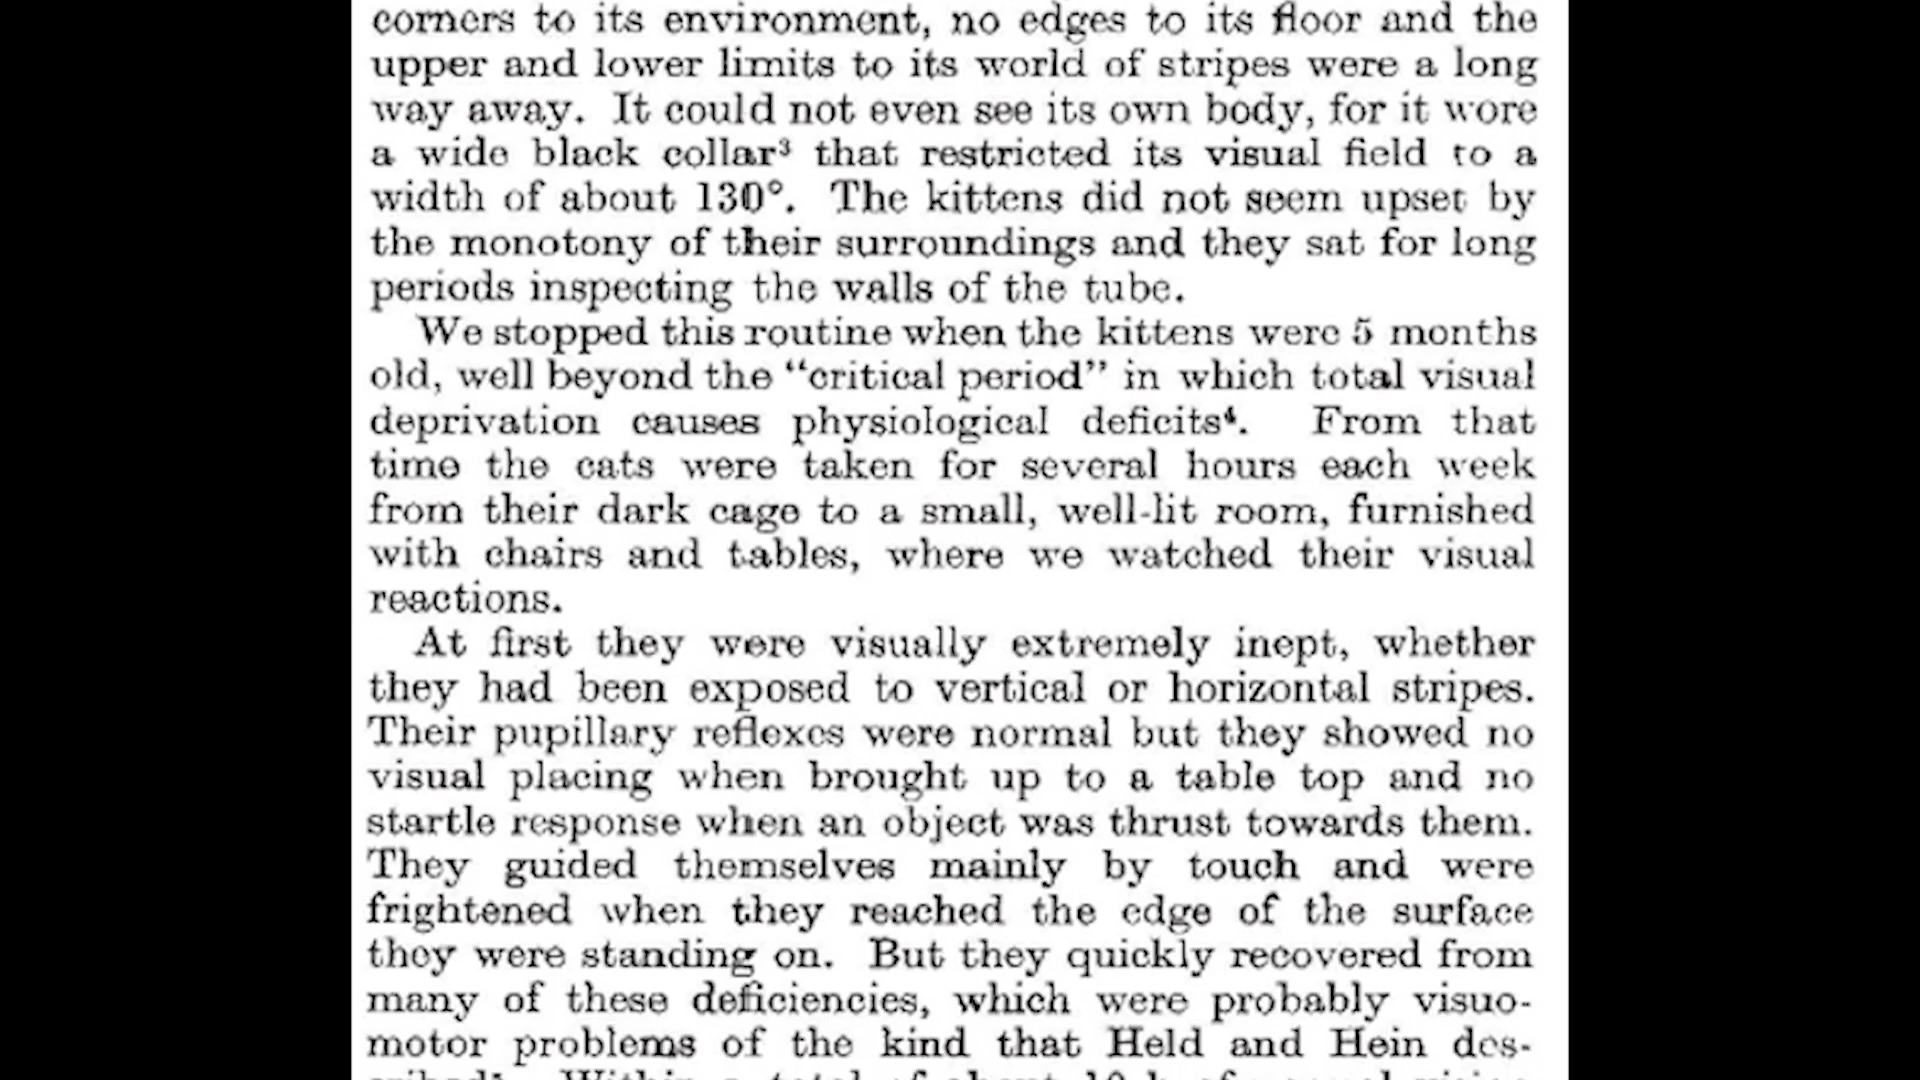 corners to its environment, no edges to its floor and the
upper and lower limits to its world of stripes were a long
way away. It could not even see its own body, for it wore
a wide black collar³ that restricted its visual field to a
width of about 130°. The kittens did not seem upset by
the monotony of their surroundings and they sat for long
periods inspecting the walls of the tube.
We stopped this routine when the kittens were 5 months
old, well beyond the “critical period” in which total visual
deprivation causes physiological deficits⁴. From that
time the cats were taken for several hours each week
from their dark cage to a small, well-lit room, furnished
with chairs and tables, where we watched their visual
reactions.
At first they were visually extremely inept, whether
they had been exposed to vertical or horizontal stripes.
Their pupillary reflexes were normal but they showed no
visual placing when brought up to a table top and no
startle response when an object was thrust towards them.
They guided themselves mainly by touch and were
frightened when they reached the edge of the surface
they were standing on. But they quickly recovered from
many of these deficiencies, which were probably visuo-
motor problems of the kind that Held and Hein des-
Within a total of about